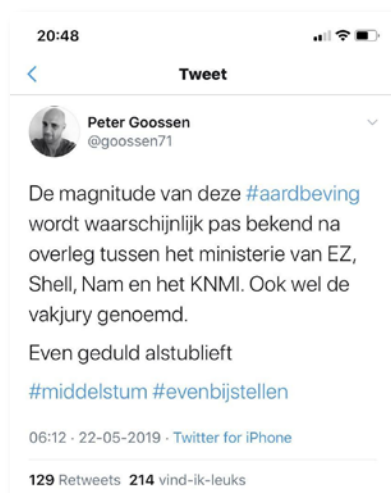 20:48
Tweet
Peter Goossen
@goossen71
De magnitude van deze #aardbeving
wordt waarschijnlijk pas bekend na
overleg tussen het ministerie van EZ,
Shell, Nam en het KNMI. Ook wel de
vakjury genoemd.
Even geduld alstublieft
#middelstum #evenbijstellen
06:12 · 22-05-2019 · Twitter for iPhone
129 Retweets 214 vind-ik-leuks